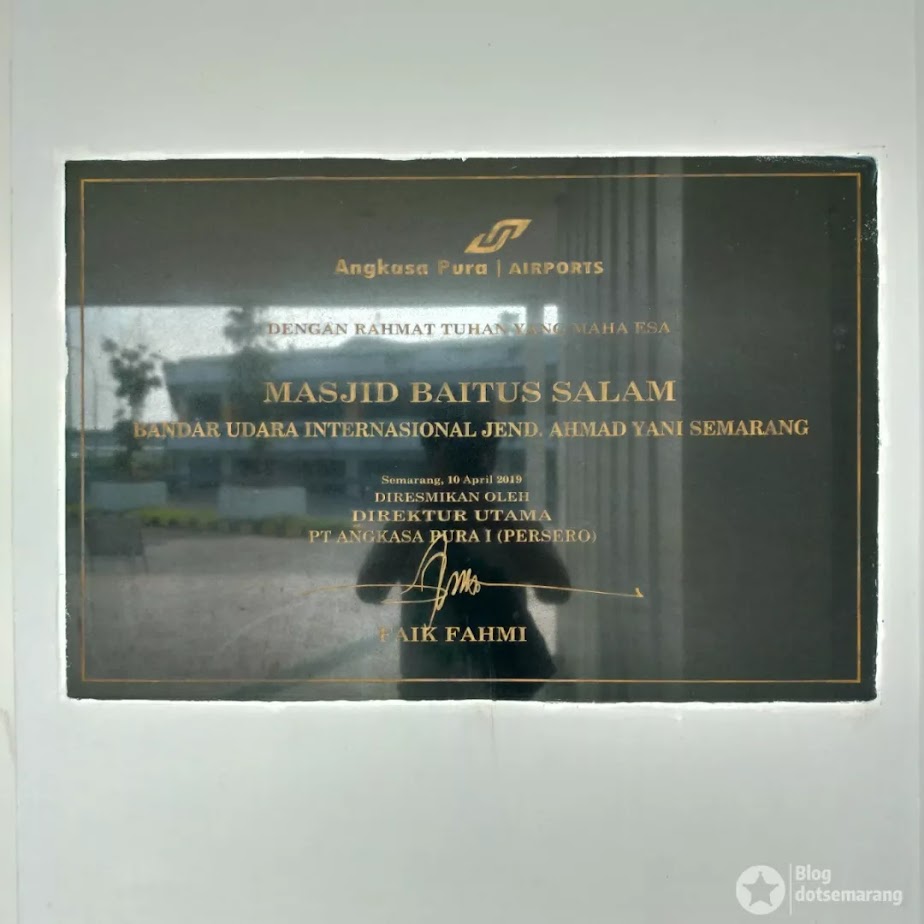 Angkasa Pura | AIRPORTS
DENGAN RAHMAT TUHAN YANG MAHA ESA
MASJID BAITUS SALAM
BANDAR UDARA INTERNASIONAL JEND. AHMAD YANI SEMARANG
Semarang, 10 April 2019
DIRESMIKAN OLEH
DIREKTUR UTAMA
PT ANGKASA PURA I (PERSERO)
FAIK FAHMI
Blog
dotsemarang